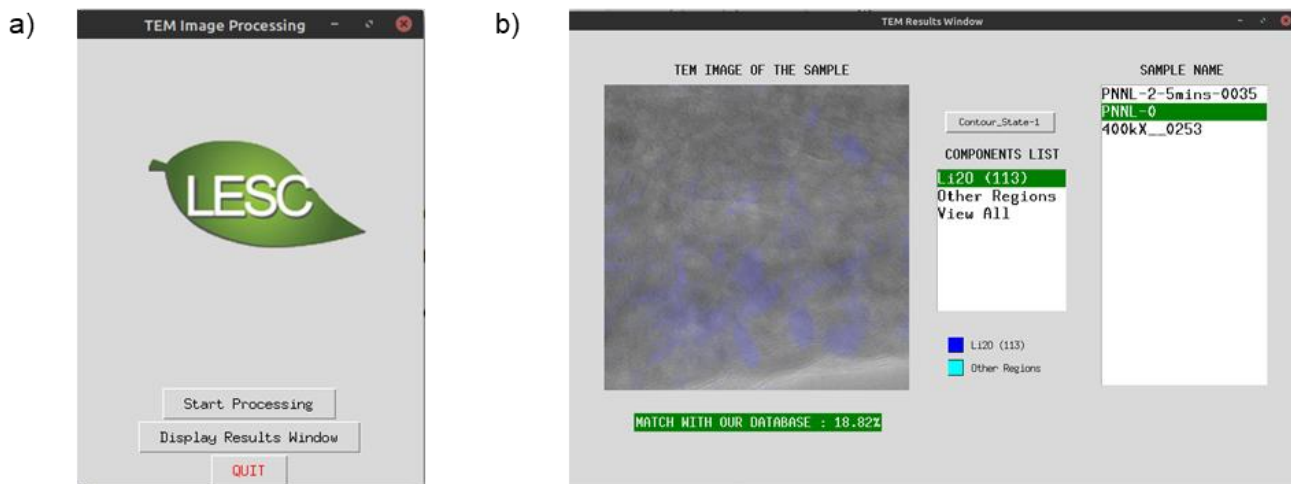 a)
TEM Image Processing
LESC
Start Processing
Display Results Window
QUIT
b)
TEM Results Window
TEM IMAGE OF THE SAMPLE
Contour_State-1
COMPONENTS LIST
Li2O (113)
Other Regions
View All
Li2O (113)
Other Regions
MATCH WITH OUR DATABASE : 18.82%
SAMPLE NAME
PNNL-2-5mins-0035
PNNL-0
400kX__0253